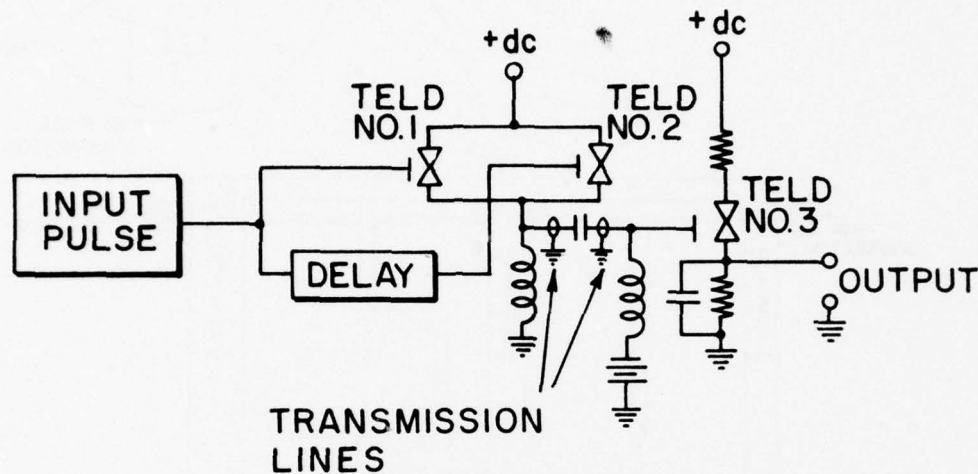 +dc
+dc
TELD
NO.1
TELD
NO.2
TELD
NO.3
INPUT
PULSE
DELAY
OUTPUT
TRANSMISSION
LINES